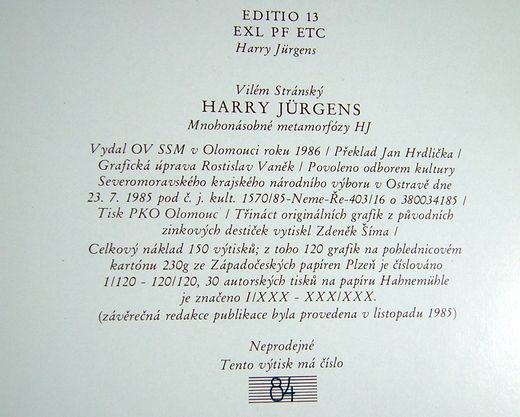 EDITIO 13
EXL PF ETC
Harry Jürgens
Vilém Stránský
HARRY JÜRGENS
Mnohonásobné metamorfózy HJ
Vydal OV SSM v Olomouci roku 1986 / Překlad Jan Hrdlička /
Grafická úprava Rostislav Vaněk / Povoleno odborem kultury
Severomoravského krajského národního výboru v Ostravě dne
23. 7. 1985 pod č. j. kult. 1570/85-Neme-Ře-403/16 o 380034185 /
Tisk PKO Olomouc / Třináct originálních grafik z původních
zinkových destiček vytiskl Zdeněk Šíma /
Celkový náklad 150 výtisků; z toho 120 grafik na pohlednicovém
kartónu 230g ze Západočeských papíren Plzeň je číslováno
1/120 - 120/120, 30 autorských tisků na papíru Hahnemühle
je značeno I/XXX - XXX/XXX.
(závěrečná redakce publikace byla provedena v listopadu 1985)
Neprodejné
Tento výtisk má číslo
84